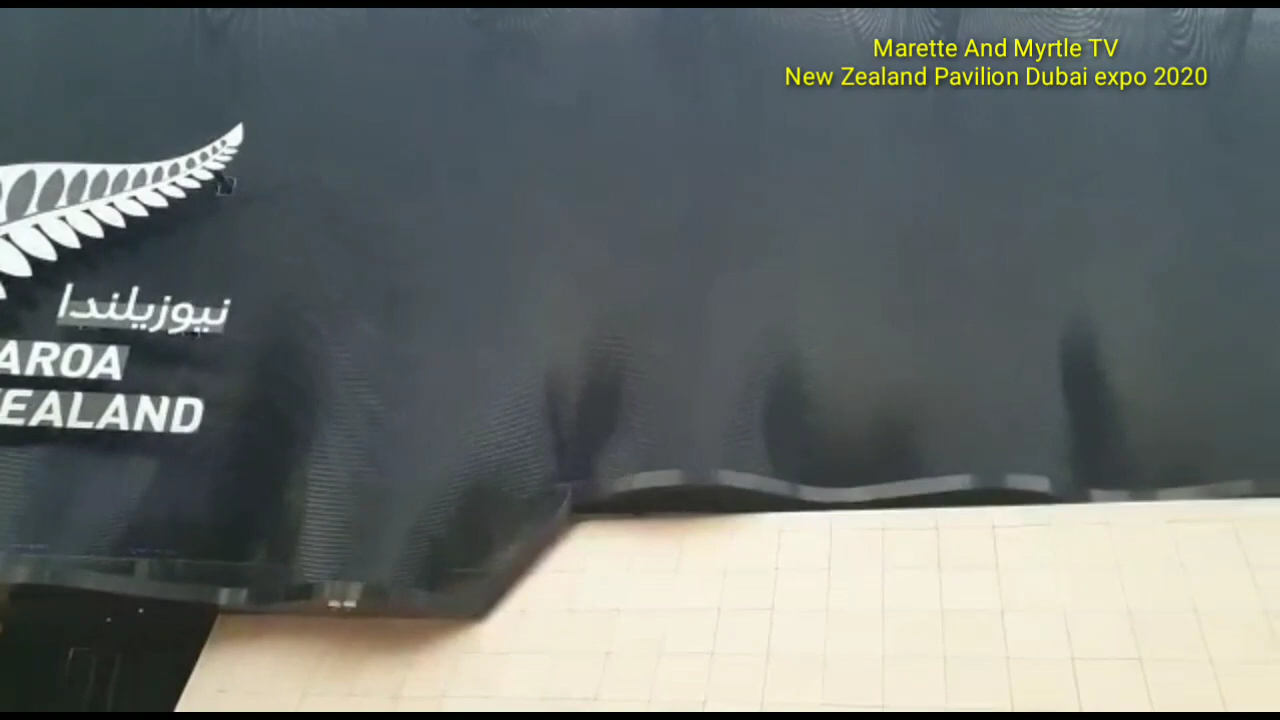 Marette And Myrtle TV
New Zealand Pavilion Dubai expo 2020
نيوزيلندا
AROA
EALAND